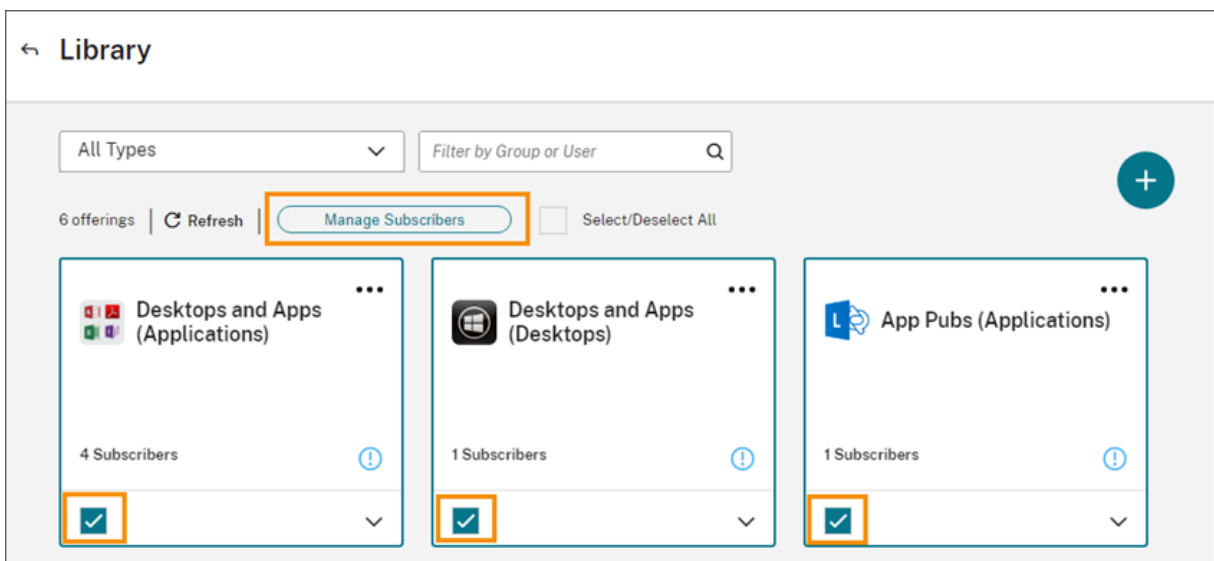 Library
All Types
Filter by Group or User
6 offerings
Refresh
Manage Subscribers
Select/Deselect All
Desktops and Apps
(Applications)
4 Subscribers
Desktops and Apps
(Desktops)
1 Subscribers
L
App Pubs (Applications)
1 Subscribers